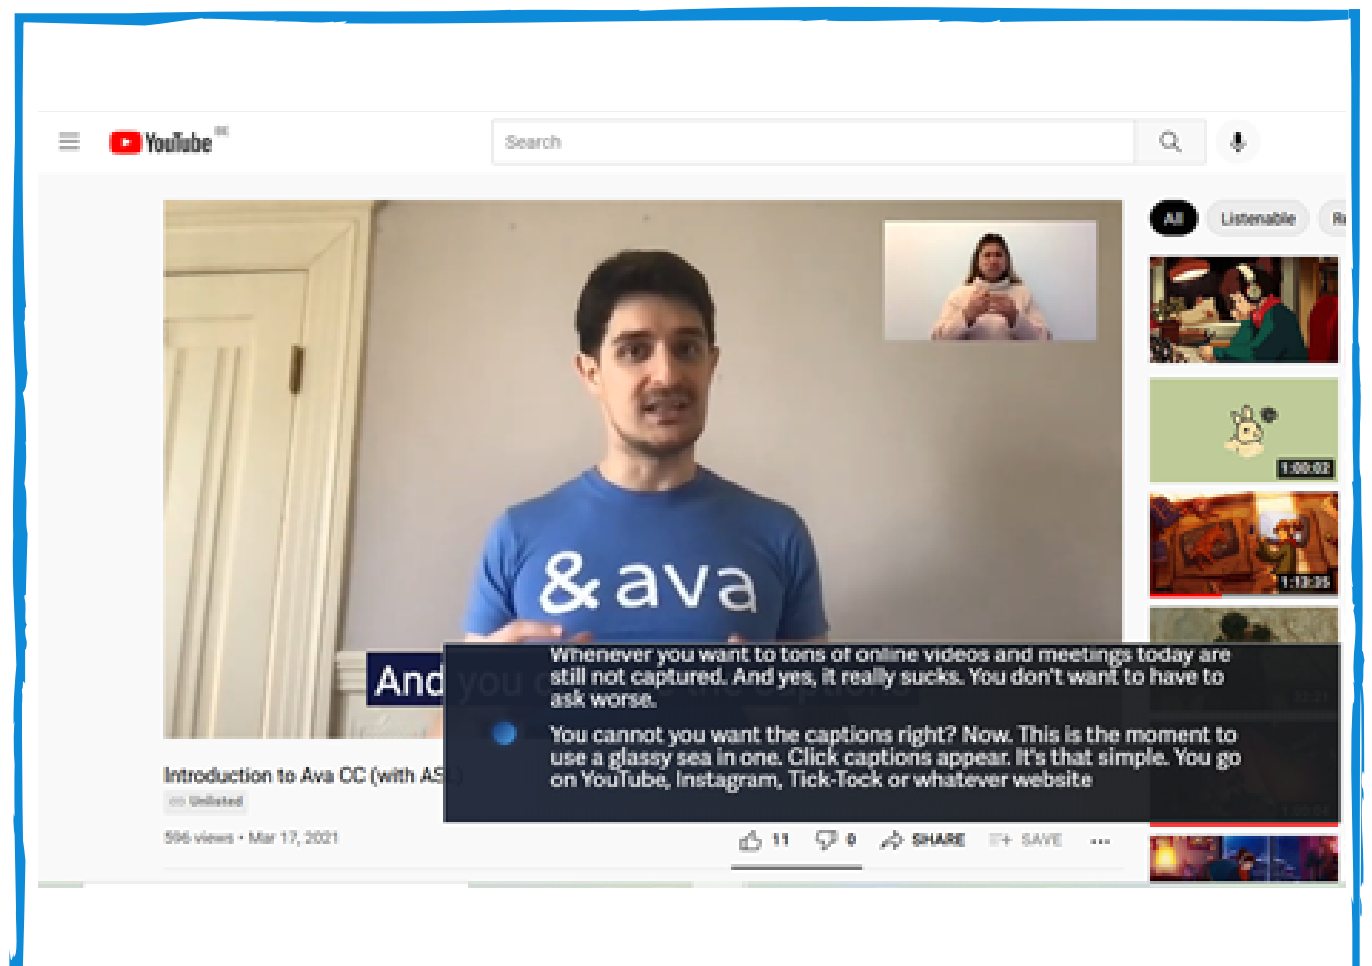 YouTube
Search
All
Listenable
& ava
1:00:02
1:13:35
And you
Whenever you want to tons of online videos and meetings today are
still not captured. And yes, it really sucks. You don't want to have to
ask worse.
You cannot you want the captions right? Now. This is the moment to
use a glassy sea in one. Click captions appear. It's that simple. You go
on YouTube, Instagram, Tick-Tock or whatever website
Introduction to Ava CC (with AS
Unlisted
596 views • Mar 17, 2021
11
0
SHARE
SAVE